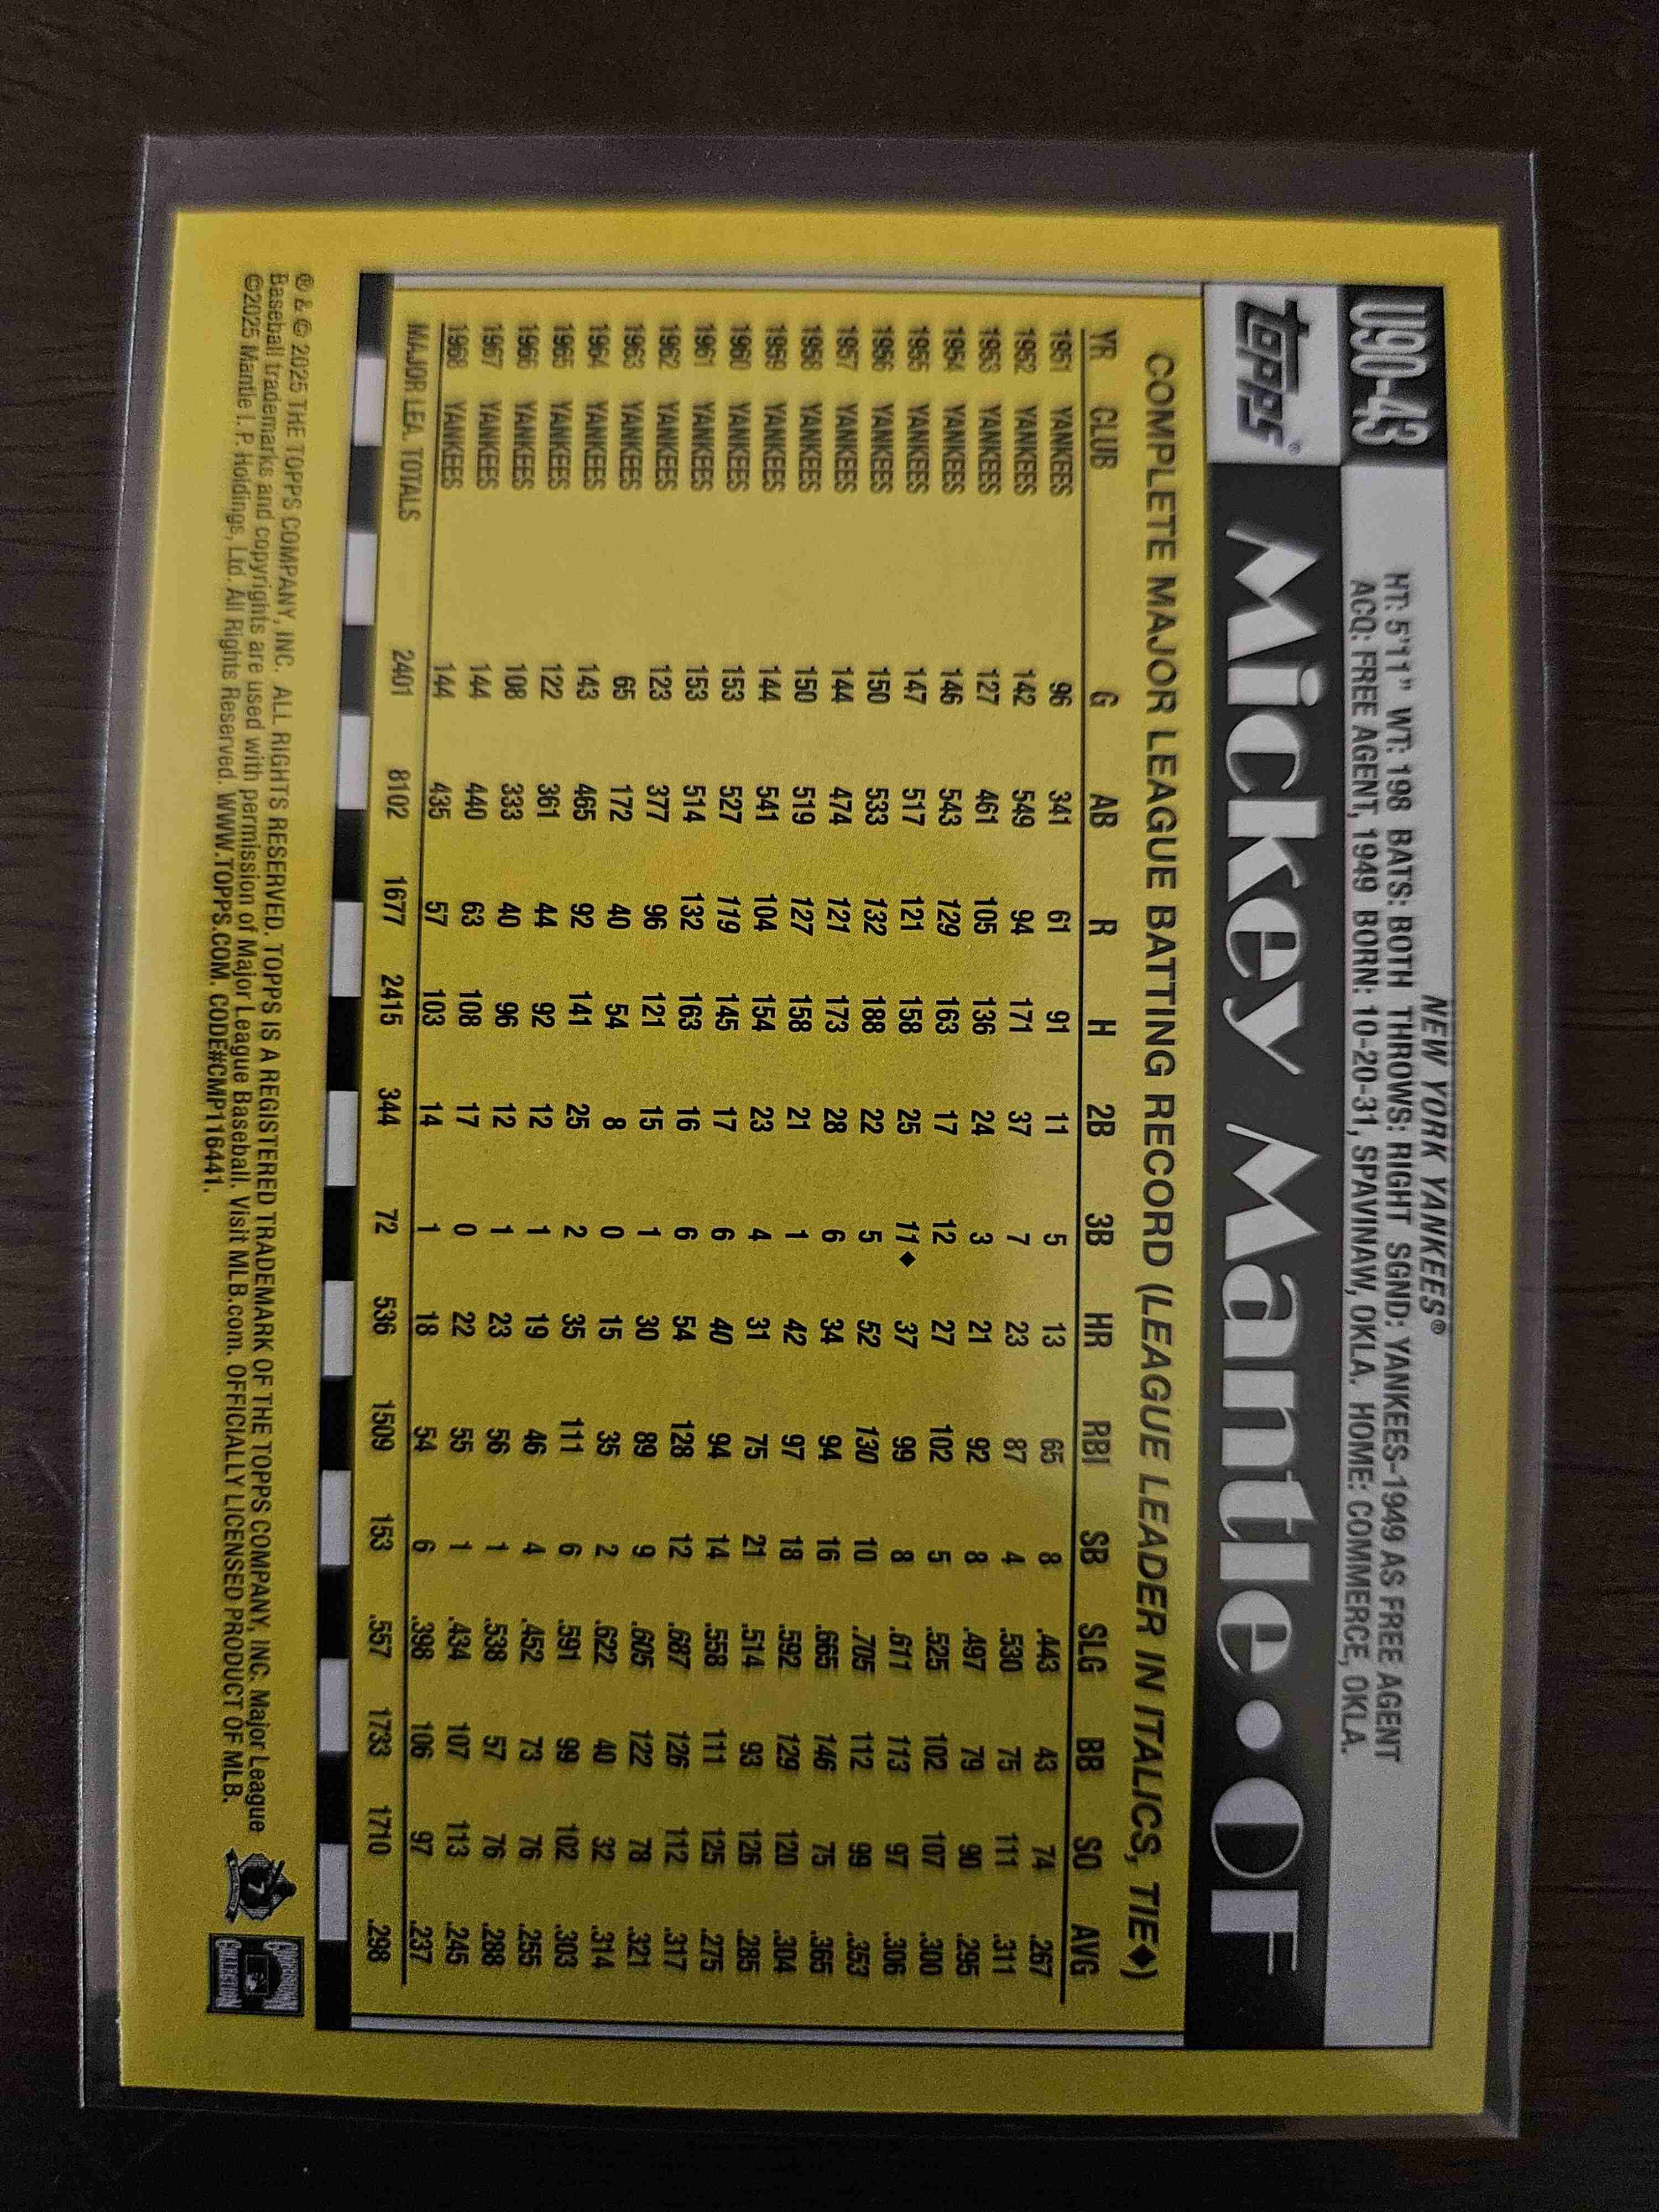 U90-43
NEW YORK YANKEES®
HT: 5'11" WT: 198 BATS: BOTH THROWS: RIGHT SGND: YANKEES-1949 AS FREE AGENT
ACQ: FREE AGENT, 1949 BORN: 10-20-31, SPAVINAW, OKLA. HOME: COMMERCE, OKLA.
TOPPS® Mickey Mantle • OF
COMPLETE MAJOR LEAGUE BATTING RECORD (LEAGUE LEADER IN ITALICS, TIE◆)
YR CLUB G AB R H 2B 3B HR RBI SB SLG BB SO AVG
1951 YANKEES 96 341 61 91 11 5 13 65 8 .443 43 74 .267
1952 YANKEES 142 549 94 171 37 7 23 87 4 .530 75 111 .311
1953 YANKEES 127 461 105 136 24 3 21 92 8 .497 79 90 .295
1954 YANKEES 146 543 129 163 17 12 27 102 5 .525 102 107 .300
1955 YANKEES 147 517 121 158 25 11◆ 37 99 8 .611 113 97 .306
1956 YANKEES 150 533 132 188 22 5 52 130 10 .705 112 99 .353
1957 YANKEES 144 474 121 173 28 6 34 94 16 .665 146 75 .365
1958 YANKEES 150 519 127 158 21 1 42 97 18 .592 129 120 .304
1959 YANKEES 144 541 104 154 23 4 31 75 21 .514 93 126 .285
1960 YANKEES 153 527 119 145 17 6 40 94 14 .558 111 125 .275
1961 YANKEES 153 514 132 163 16 6 54 128 12 .687 126 112 .317
1962 YANKEES 123 377 96 121 15 1 30 89 9 .605 122 78 .321
1963 YANKEES 65 172 40 54 8 0 15 35 2 .622 40 32 .314
1964 YANKEES 143 465 92 141 25 2 35 111 6 .591 99 102 .303
1965 YANKEES 122 361 44 92 12 1 19 46 4 .452 73 76 .255
1966 YANKEES 108 333 40 96 12 1 23 56 1 .538 57 76 .288
1967 YANKEES 144 440 63 108 17 0 22 55 1 .434 107 113 .245
1968 YANKEES 144 435 57 103 14 1 18 54 6 .398 106 97 .237
MAJOR LEA. TOTALS 2401 8102 1677 2415 344 72 536 1509 153 .557 1733 1710 .298
® & © 2025 THE TOPPS COMPANY, INC. ALL RIGHTS RESERVED. TOPPS IS A REGISTERED TRADEMARK OF THE TOPPS COMPANY, INC. Major League
Baseball trademarks and copyrights are used with permission of Major League Baseball. Visit MLB.com. OFFICIALLY LICENSED PRODUCT OF MLB.
©2025 Mantle I. P. Holdings, Ltd. All Rights Reserved. WWW.TOPPS.COM. CODE#CMP116441.
7
COOPERSTOWN
COLLECTION